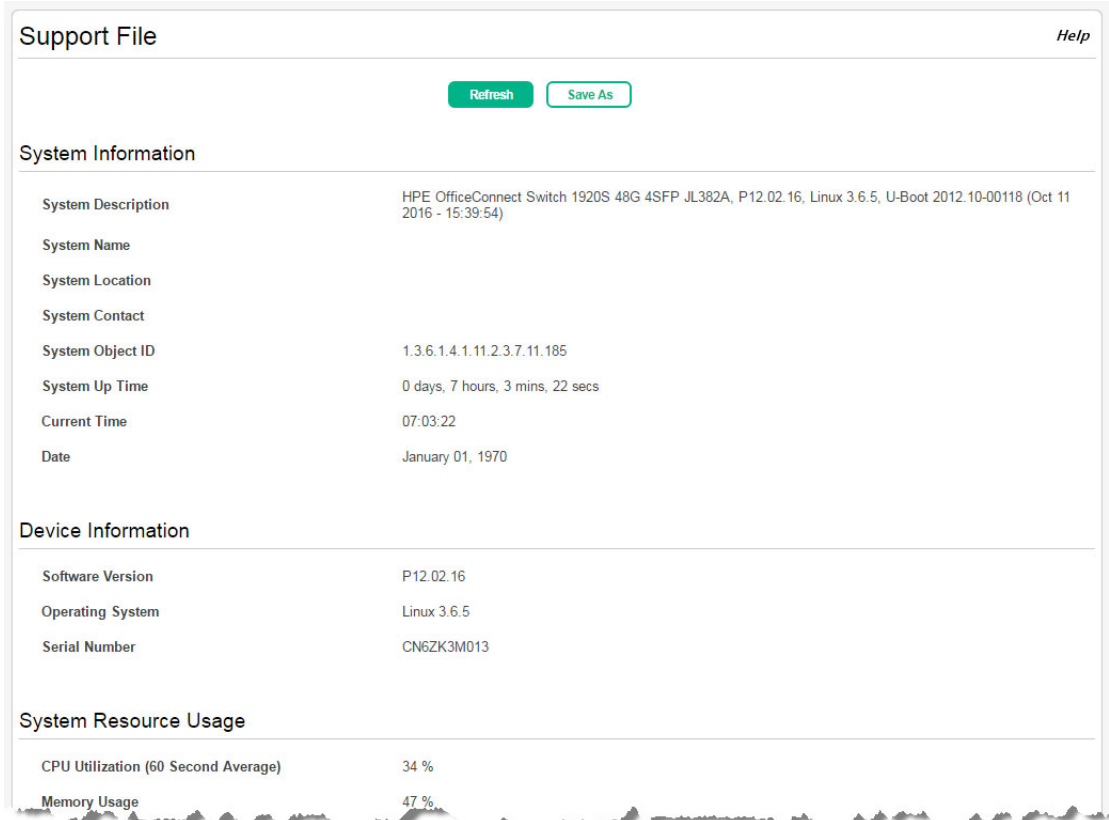 Support File
Help
Refresh
Save As
System Information
System Description
HPE OfficeConnect Switch 1920S 48G 4SFP JL382A, P12.02.16, Linux 3.6.5, U-Boot 2012.10-00118 (Oct 11
2016 - 15:39:54)
System Name
System Location
System Contact
System Object ID
1.3.6.1.4.1.11.2.3.7.11.185
System Up Time
0 days, 7 hours, 3 mins, 22 secs
Current Time
07:03:22
Date
January 01, 1970
Device Information
Software Version
P12.02.16
Operating System
Linux 3.6.5
Serial Number
CN6ZK3M013
System Resource Usage
CPU Utilization (60 Second Average)
34 %
Memory Usage
47 %